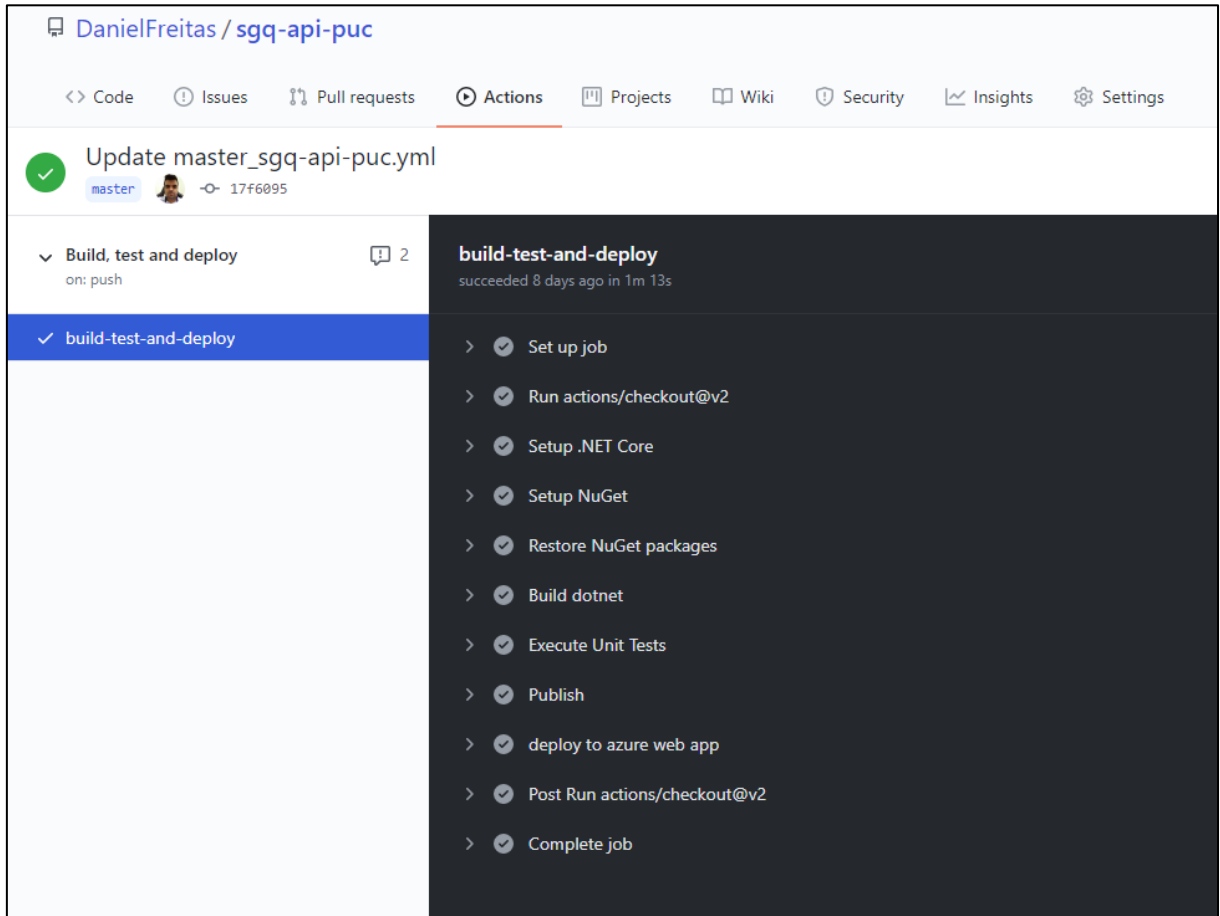 DanielFreitas / sgq-api-puc
Code Issues Pull requests Actions Projects Wiki Security Insights Settings
Update master_sgq-api-puc.yml
master 17f6095
Build, test and deploy 2
on: push
build-test-and-deploy
build-test-and-deploy
succeeded 8 days ago in 1m 13s
Set up job
Run actions/checkout@v2
Setup .NET Core
Setup NuGet
Restore NuGet packages
Build dotnet
Execute Unit Tests
Publish
deploy to azure web app
Post Run actions/checkout@v2
Complete job